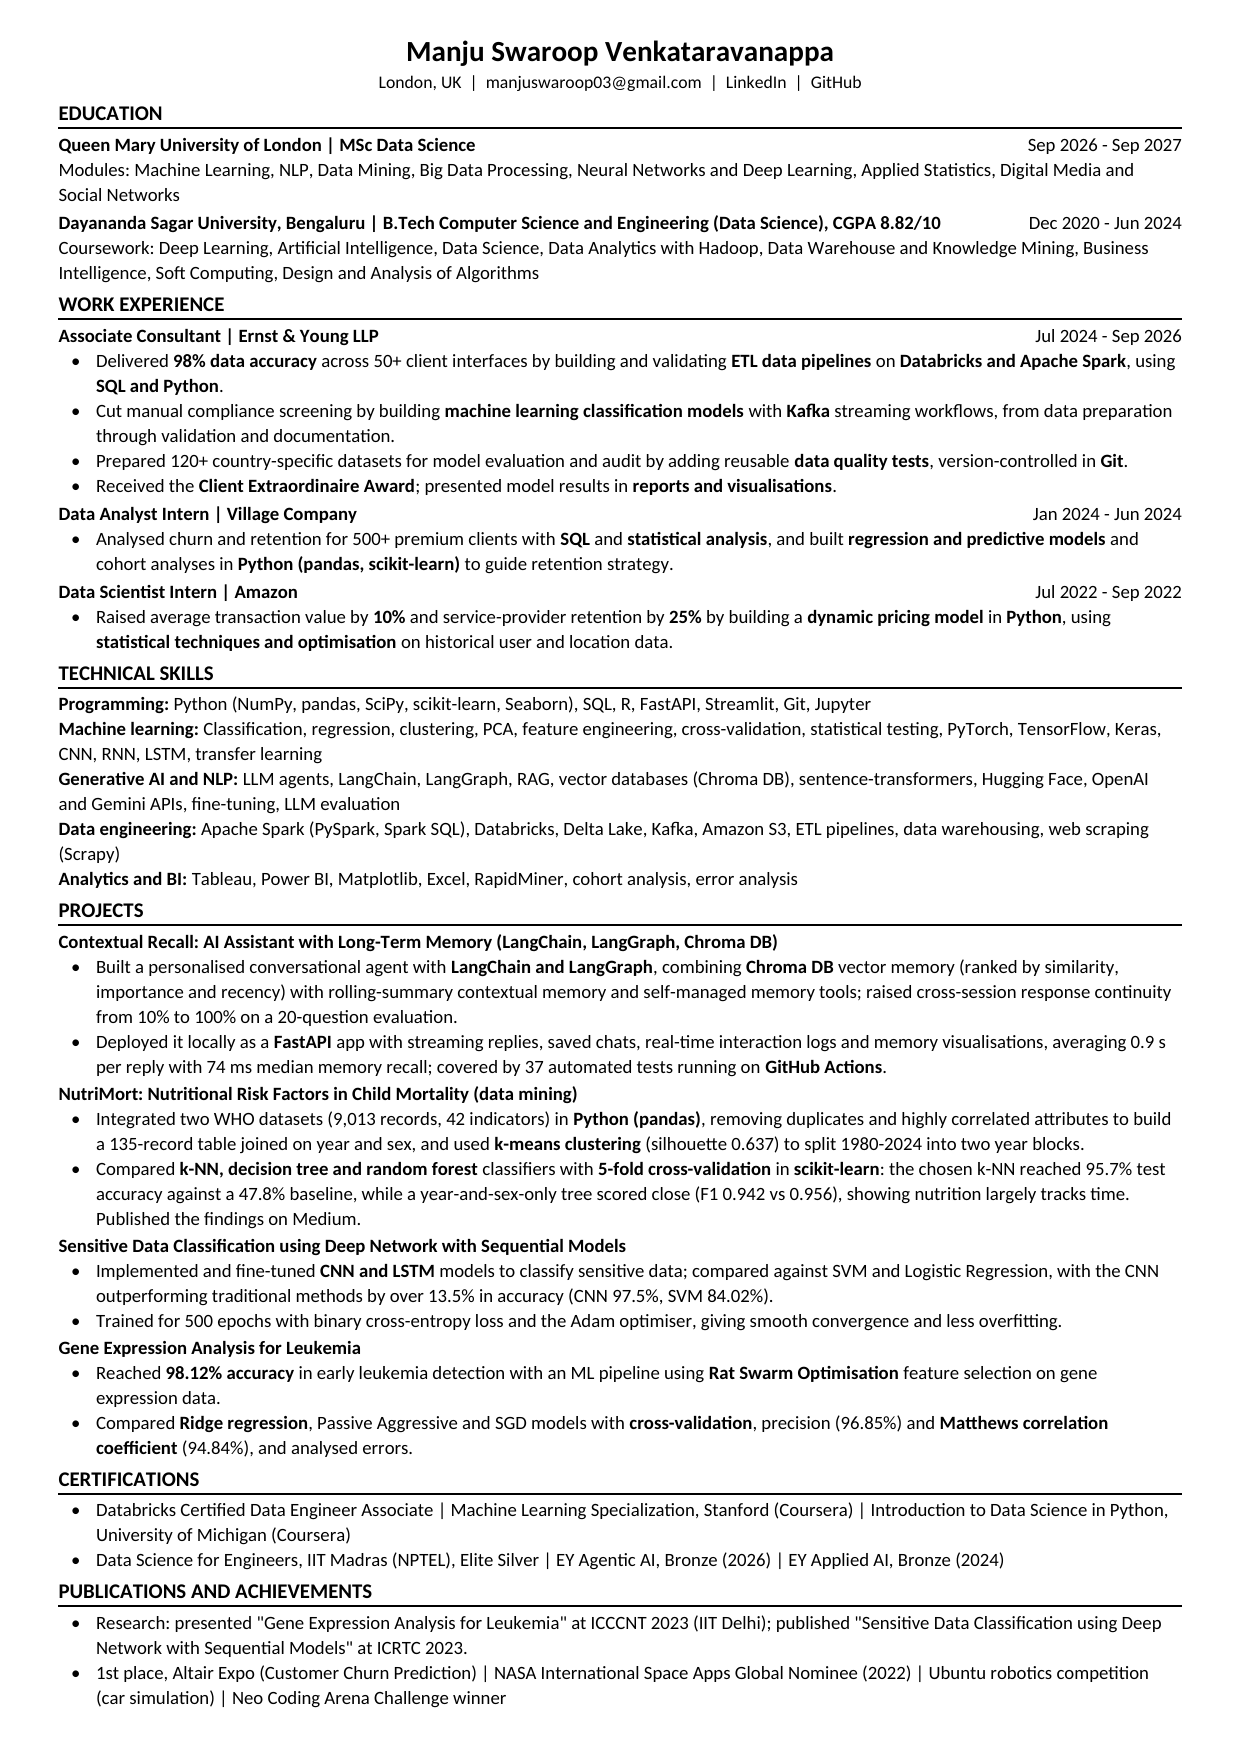 Manju Swaroop Venkataravanappa
London, UK | manjuswaroop03@gmail.com | LinkedIn | GitHub
EDUCATION
Queen Mary University of London | MSc Data Science Sep 2026 - Sep 2027
Modules: Machine Learning, NLP, Data Mining, Big Data Processing, Neural Networks and Deep Learning, Applied Statistics, Digital Media and
Social Networks
Dayananda Sagar University, Bengaluru | B.Tech Computer Science and Engineering (Data Science), CGPA 8.82/10 Dec 2020 - Jun 2024
Coursework: Deep Learning, Artificial Intelligence, Data Science, Data Analytics with Hadoop, Data Warehouse and Knowledge Mining, Business
Intelligence, Soft Computing, Design and Analysis of Algorithms
WORK EXPERIENCE
Associate Consultant | Ernst & Young LLP Jul 2024 - Sep 2026
• Delivered 98% data accuracy across 50+ client interfaces by building and validating ETL data pipelines on Databricks and Apache Spark, using
SQL and Python.
• Cut manual compliance screening by building machine learning classification models with Kafka streaming workflows, from data preparation
through validation and documentation.
• Prepared 120+ country-specific datasets for model evaluation and audit by adding reusable data quality tests, version-controlled in Git.
• Received the Client Extraordinaire Award; presented model results in reports and visualisations.
Data Analyst Intern | Village Company Jan 2024 - Jun 2024
• Analysed churn and retention for 500+ premium clients with SQL and statistical analysis, and built regression and predictive models and
cohort analyses in Python (pandas, scikit-learn) to guide retention strategy.
Data Scientist Intern | Amazon Jul 2022 - Sep 2022
• Raised average transaction value by 10% and service-provider retention by 25% by building a dynamic pricing model in Python, using
statistical techniques and optimisation on historical user and location data.
TECHNICAL SKILLS
Programming: Python (NumPy, pandas, SciPy, scikit-learn, Seaborn), SQL, R, FastAPI, Streamlit, Git, Jupyter
Machine learning: Classification, regression, clustering, PCA, feature engineering, cross-validation, statistical testing, PyTorch, TensorFlow, Keras,
CNN, RNN, LSTM, transfer learning
Generative AI and NLP: LLM agents, LangChain, LangGraph, RAG, vector databases (Chroma DB), sentence-transformers, Hugging Face, OpenAI
and Gemini APIs, fine-tuning, LLM evaluation
Data engineering: Apache Spark (PySpark, Spark SQL), Databricks, Delta Lake, Kafka, Amazon S3, ETL pipelines, data warehousing, web scraping
(Scrapy)
Analytics and BI: Tableau, Power BI, Matplotlib, Excel, RapidMiner, cohort analysis, error analysis
PROJECTS
Contextual Recall: AI Assistant with Long-Term Memory (LangChain, LangGraph, Chroma DB)
• Built a personalised conversational agent with LangChain and LangGraph, combining Chroma DB vector memory (ranked by similarity,
importance and recency) with rolling-summary contextual memory and self-managed memory tools; raised cross-session response continuity
from 10% to 100% on a 20-question evaluation.
• Deployed it locally as a FastAPI app with streaming replies, saved chats, real-time interaction logs and memory visualisations, averaging 0.9 s
per reply with 74 ms median memory recall; covered by 37 automated tests running on GitHub Actions.
NutriMort: Nutritional Risk Factors in Child Mortality (data mining)
• Integrated two WHO datasets (9,013 records, 42 indicators) in Python (pandas), removing duplicates and highly correlated attributes to build
a 135-record table joined on year and sex, and used k-means clustering (silhouette 0.637) to split 1980-2024 into two year blocks.
• Compared k-NN, decision tree and random forest classifiers with 5-fold cross-validation in scikit-learn: the chosen k-NN reached 95.7% test
accuracy against a 47.8% baseline, while a year-and-sex-only tree scored close (F1 0.942 vs 0.956), showing nutrition largely tracks time.
Published the findings on Medium.
Sensitive Data Classification using Deep Network with Sequential Models
• Implemented and fine-tuned CNN and LSTM models to classify sensitive data; compared against SVM and Logistic Regression, with the CNN
outperforming traditional methods by over 13.5% in accuracy (CNN 97.5%, SVM 84.02%).
• Trained for 500 epochs with binary cross-entropy loss and the Adam optimiser, giving smooth convergence and less overfitting.
Gene Expression Analysis for Leukemia
• Reached 98.12% accuracy in early leukemia detection with an ML pipeline using Rat Swarm Optimisation feature selection on gene
expression data.
• Compared Ridge regression, Passive Aggressive and SGD models with cross-validation, precision (96.85%) and Matthews correlation
coefficient (94.84%), and analysed errors.
CERTIFICATIONS
• Databricks Certified Data Engineer Associate | Machine Learning Specialization, Stanford (Coursera) | Introduction to Data Science in Python,
University of Michigan (Coursera)
• Data Science for Engineers, IIT Madras (NPTEL), Elite Silver | EY Agentic AI, Bronze (2026) | EY Applied AI, Bronze (2024)
PUBLICATIONS AND ACHIEVEMENTS
• Research: presented "Gene Expression Analysis for Leukemia" at ICCCNT 2023 (IIT Delhi); published "Sensitive Data Classification using Deep
Network with Sequential Models" at ICRTC 2023.
• 1st place, Altair Expo (Customer Churn Prediction) | NASA International Space Apps Global Nominee (2022) | Ubuntu robotics competition
(car simulation) | Neo Coding Arena Challenge winner